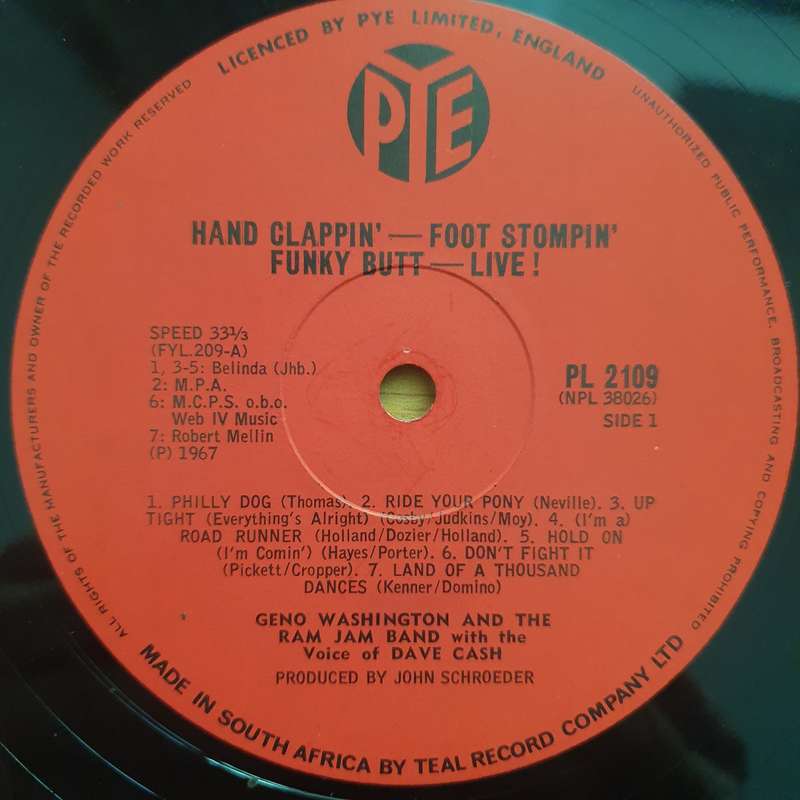 LICENCED BY PYE LIMITED, ENGLAND
UNAUTHORIZED PUBLIC PERFORMANCE, BROADCASTING AND COPYING PROHIBITED
ALL RIGHTS OF THE MANUFACTURERS AND OWNER OF THE RECORDED WORK RESERVED
PYE
HAND CLAPPIN' — FOOT STOMPIN'
FUNKY BUTT — LIVE!
SPEED 33⅓
(FYL.209-A)
1, 3-5: Belinda (Jhb.)
2: M.P.A.
6: M.C.P.S. o.b.o.
Web IV Music
7: Robert Mellin
(P) 1967
PL 2109
(NPL 38026)
SIDE 1
1. PHILLY DOG (Thomas). 2. RIDE YOUR PONY (Neville). 3. UP
TIGHT (Everything's Alright) (Cosby/Judkins/Moy). 4. (I'm a)
ROAD RUNNER (Holland/Dozier/Holland). 5. HOLD ON
(I'm Comin') (Hayes/Porter). 6. DON'T FIGHT IT
(Pickett/Cropper). 7. LAND OF A THOUSAND
DANCES (Kenner/Domino)
GENO WASHINGTON AND THE
RAM JAM BAND with the
Voice of DAVE CASH
PRODUCED BY JOHN SCHROEDER
MADE IN SOUTH AFRICA BY TEAL RECORD COMPANY LTD